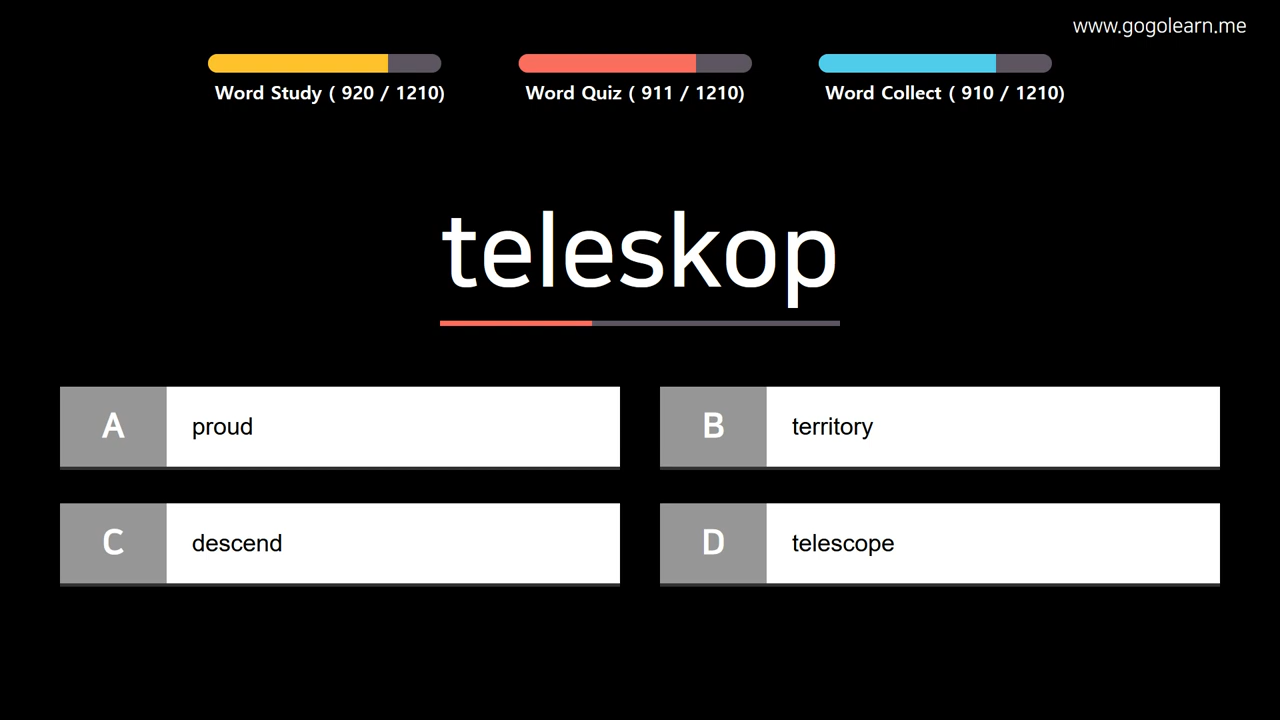 www.gogolearn.me
Word Study ( 920 / 1210)
Word Quiz ( 911 / 1210)
Word Collect ( 910 / 1210)
teleskop
A proud
B territory
C descend
D telescope